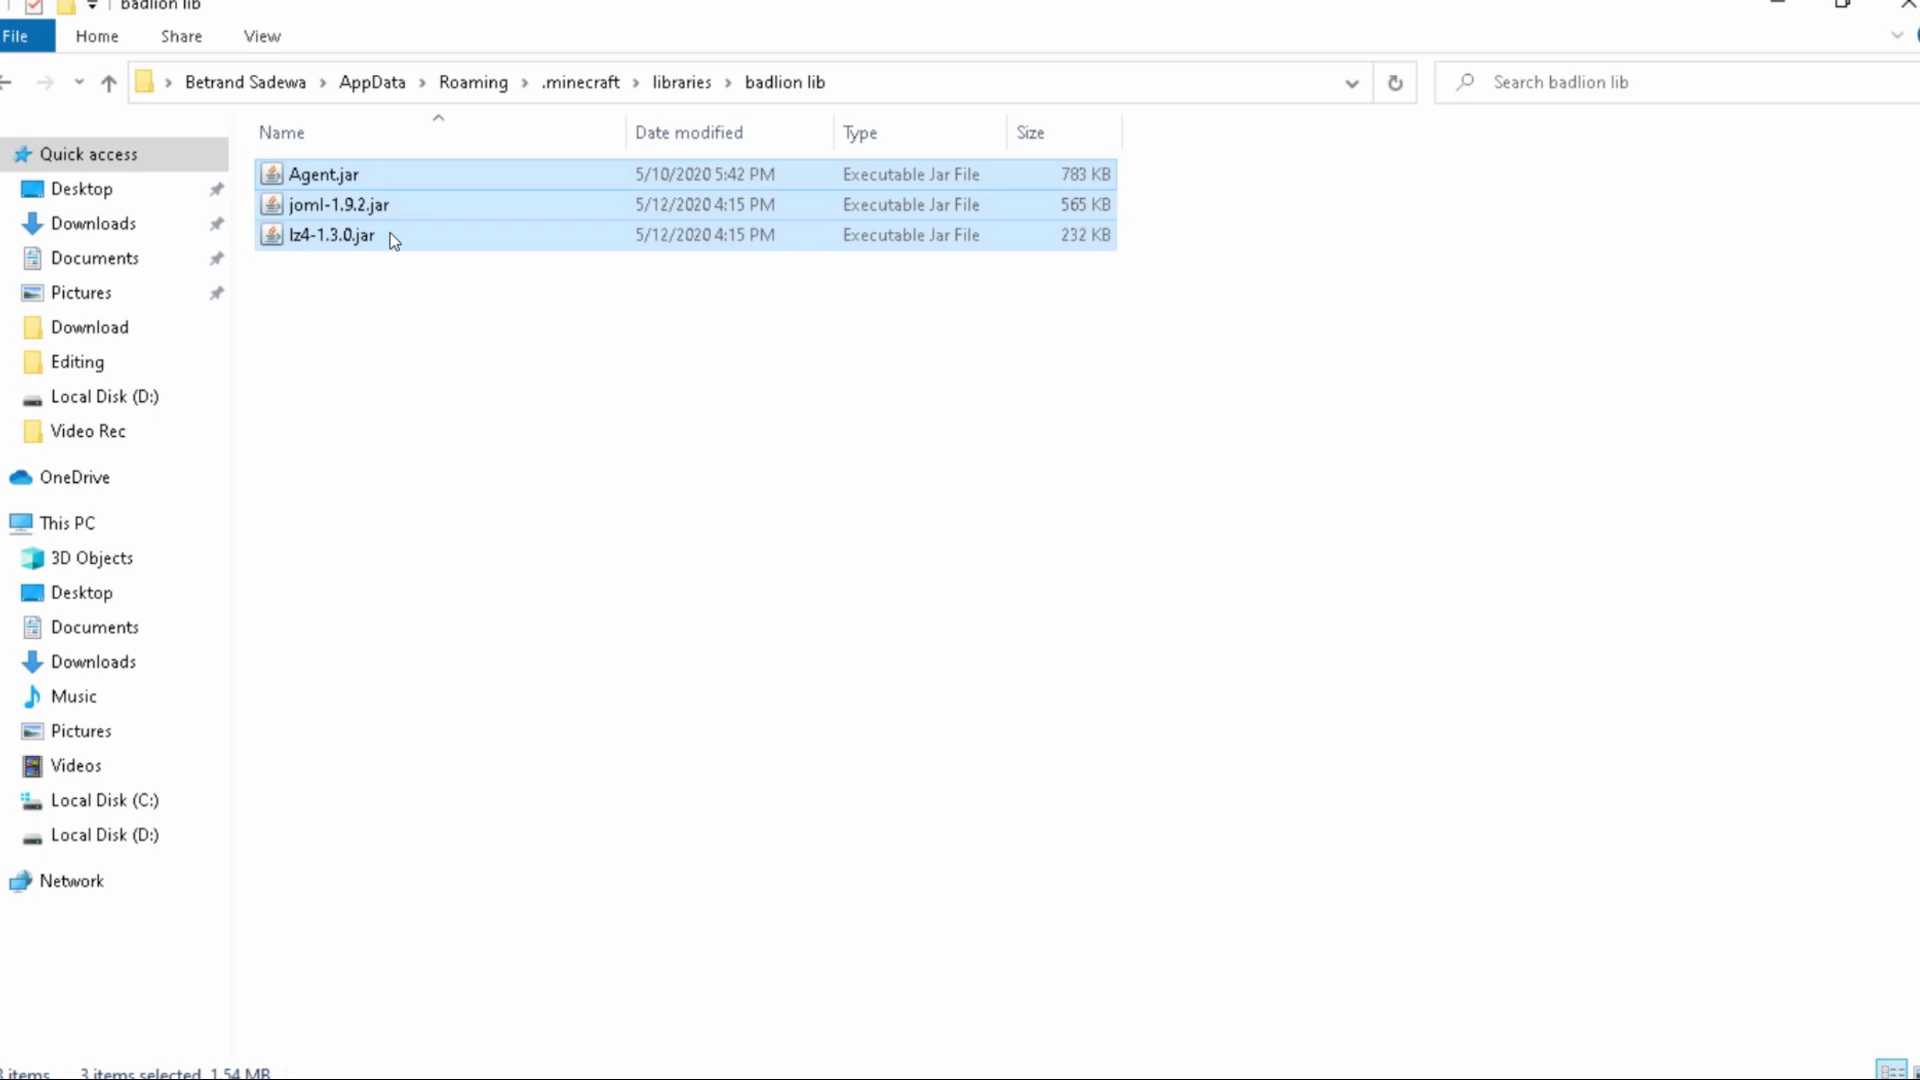 badlion lib
File Home Share View
Betrand Sadewa AppData Roaming .minecraft libraries badlion lib
Search badlion lib
Name Date modified Type Size
Quick access
Desktop
Downloads
Documents
Pictures
Download
Editing
Local Disk (D:)
Video Rec
OneDrive
This PC
3D Objects
Desktop
Documents
Downloads
Music
Pictures
Videos
Local Disk (C:)
Local Disk (D:)
Network
Agent.jar 5/10/2020 5:42 PM Executable Jar File 783 KB
joml-1.9.2.jar 5/12/2020 4:15 PM Executable Jar File 565 KB
lz4-1.3.0.jar 5/12/2020 4:15 PM Executable Jar File 232 KB
3 items 3 items selected 1.54 MB